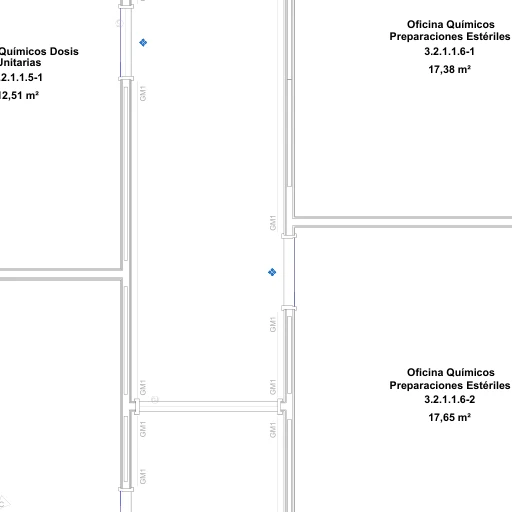 Químicos Dosis
Unitarias
.2.1.1.5-1
12,51 m²
Oficina Químicos
Preparaciones Estériles
3.2.1.1.6-1
17,38 m²
GM1
GM1
GM1
GM1
GM1
GM1
GM1
GM1
Oficina Químicos
Preparaciones Estériles
3.2.1.1.6-2
17,65 m²